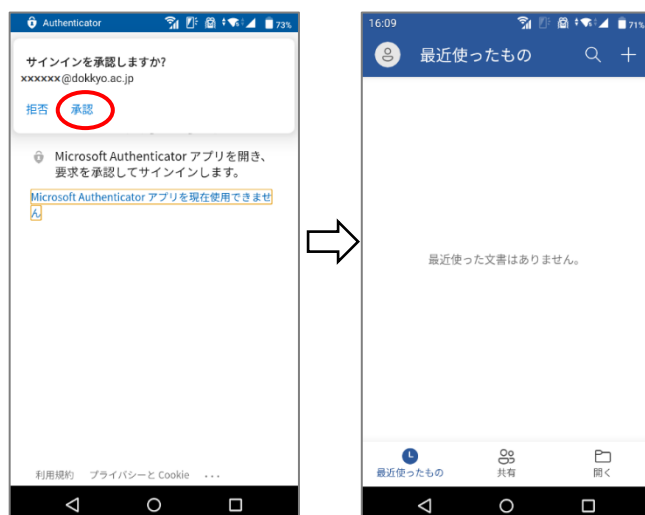 Authenticator
73%
サインインを承認しますか?
xxxxxx@dokkyo.ac.jp
拒否 承認
Microsoft Authenticator アプリを開き、
要求を承認してサインインします。
Microsoft Authenticator アプリを現在使用できませ
ん
利用規約 プライバシーと Cookie ...
16:09
71%
最近使ったもの
最近使った文書はありません。
最近使ったもの 共有 開く